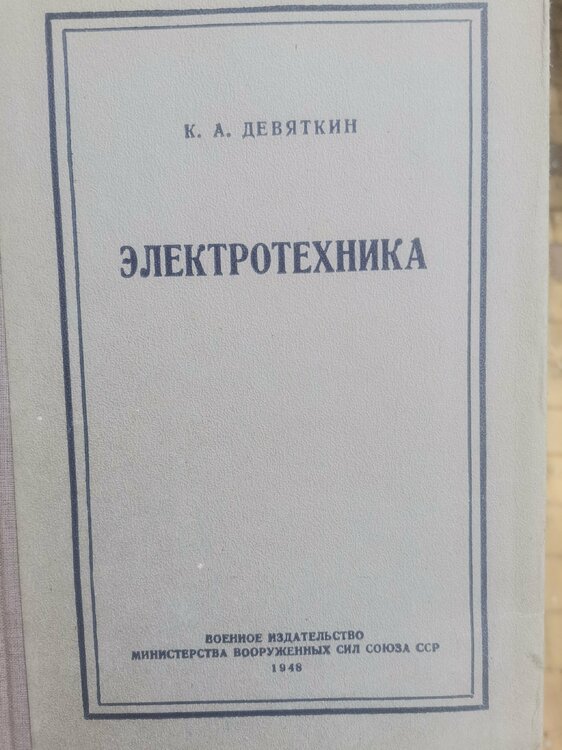 К. А. ДЕВЯТКИН
ЭЛЕКТРОТЕХНИКА
ВОЕННОЕ ИЗДАТЕЛЬСТВО
МИНИСТЕРСТВА ВООРУЖЕННЫХ СИЛ СОЮЗА ССР
1948